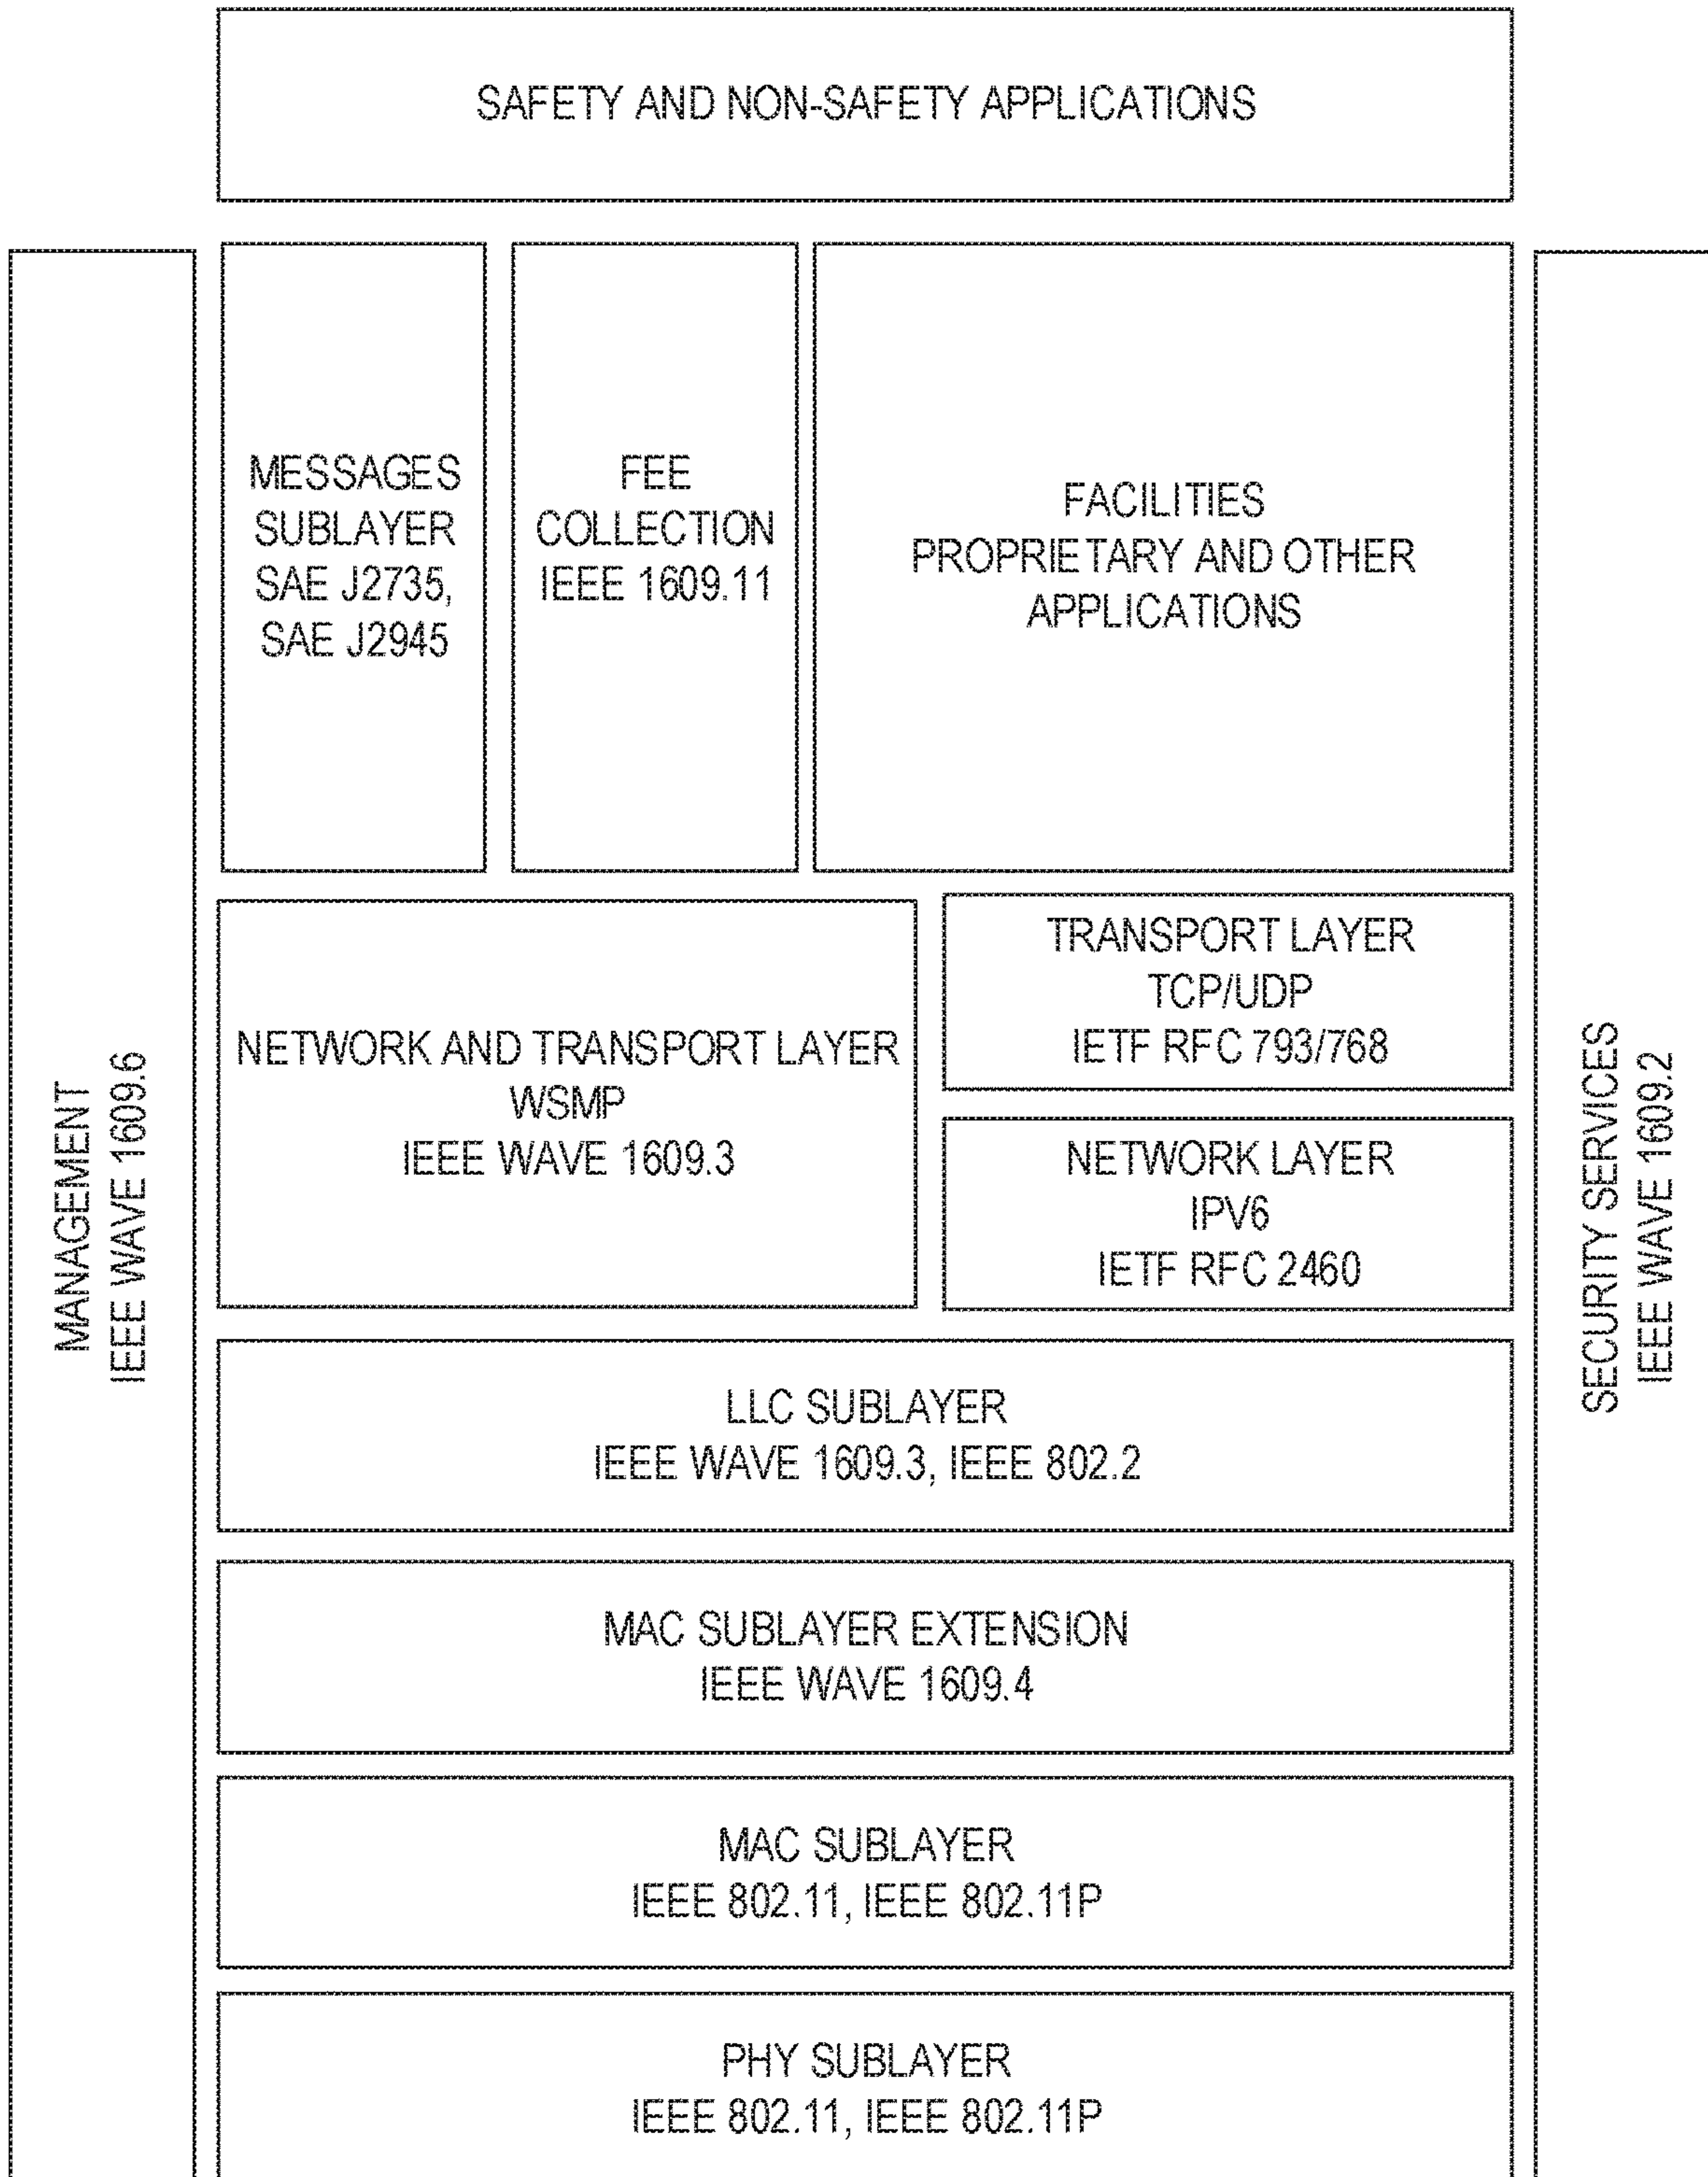 SAFETY AND NON-SAFETY APPLICATIONS
MANAGEMENT
IEEE WAVE 1609.6
MESSAGES
SUBLAYER
SAE J2735,
SAE J2945
FEE
COLLECTION
IEEE 1609.11
FACILITIES
PROPRIETARY AND OTHER
APPLICATIONS
NETWORK AND TRANSPORT LAYER
WSMP
IEEE WAVE 1609.3
TRANSPORT LAYER
TCP/UDP
IETF RFC 793/768
NETWORK LAYER
IPV6
IETF RFC 2460
LLC SUBLAYER
IEEE WAVE 1609.3, IEEE 802.2
MAC SUBLAYER EXTENSION
IEEE WAVE 1609.4
MAC SUBLAYER
IEEE 802.11, IEEE 802.11P
PHY SUBLAYER
IEEE 802.11, IEEE 802.11P
SECURITY SERVICES
IEEE WAVE 1609.2